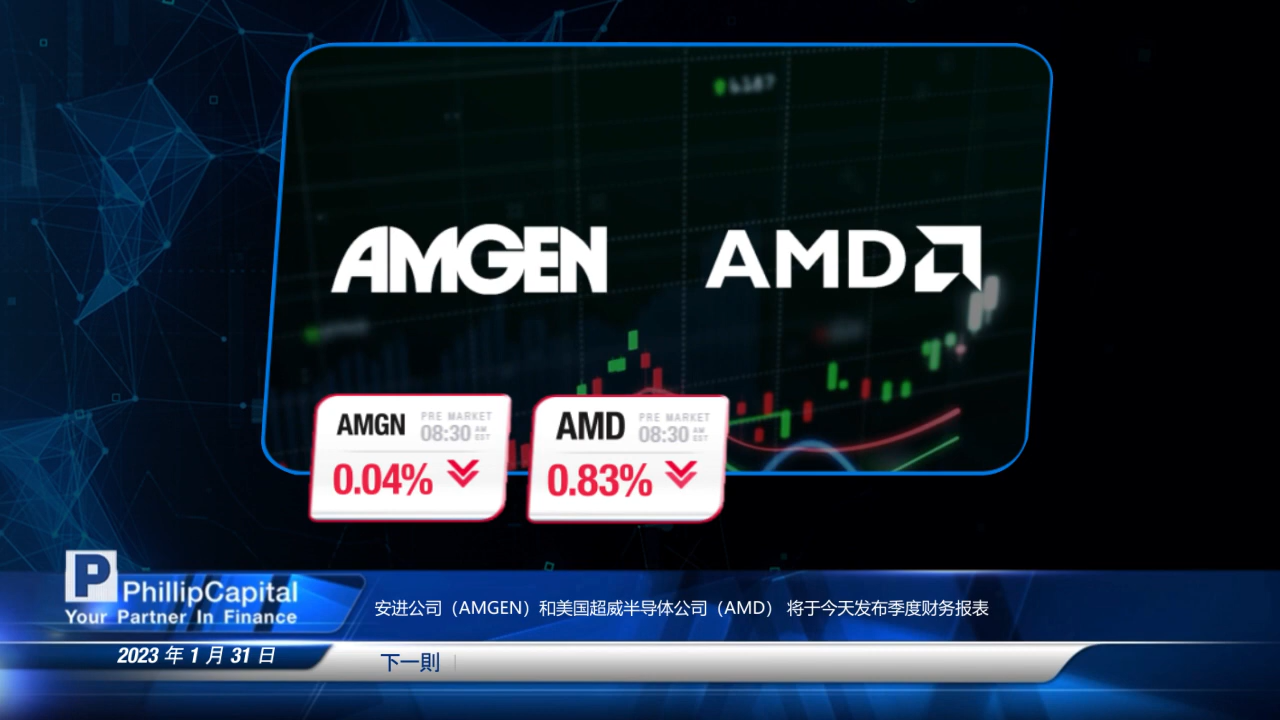 AMGEN
AMD
AMGN
PRE MARKET
08:30 AM EST
0.04%
AMD
PRE MARKET
08:30 AM EST
0.83%
P
PhillipCapital
Your Partner In Finance
安进公司（AMGEN）和美国超威半导体公司（AMD） 将于今天发布季度财务报表
2023 年 1 月 31 日
下一則